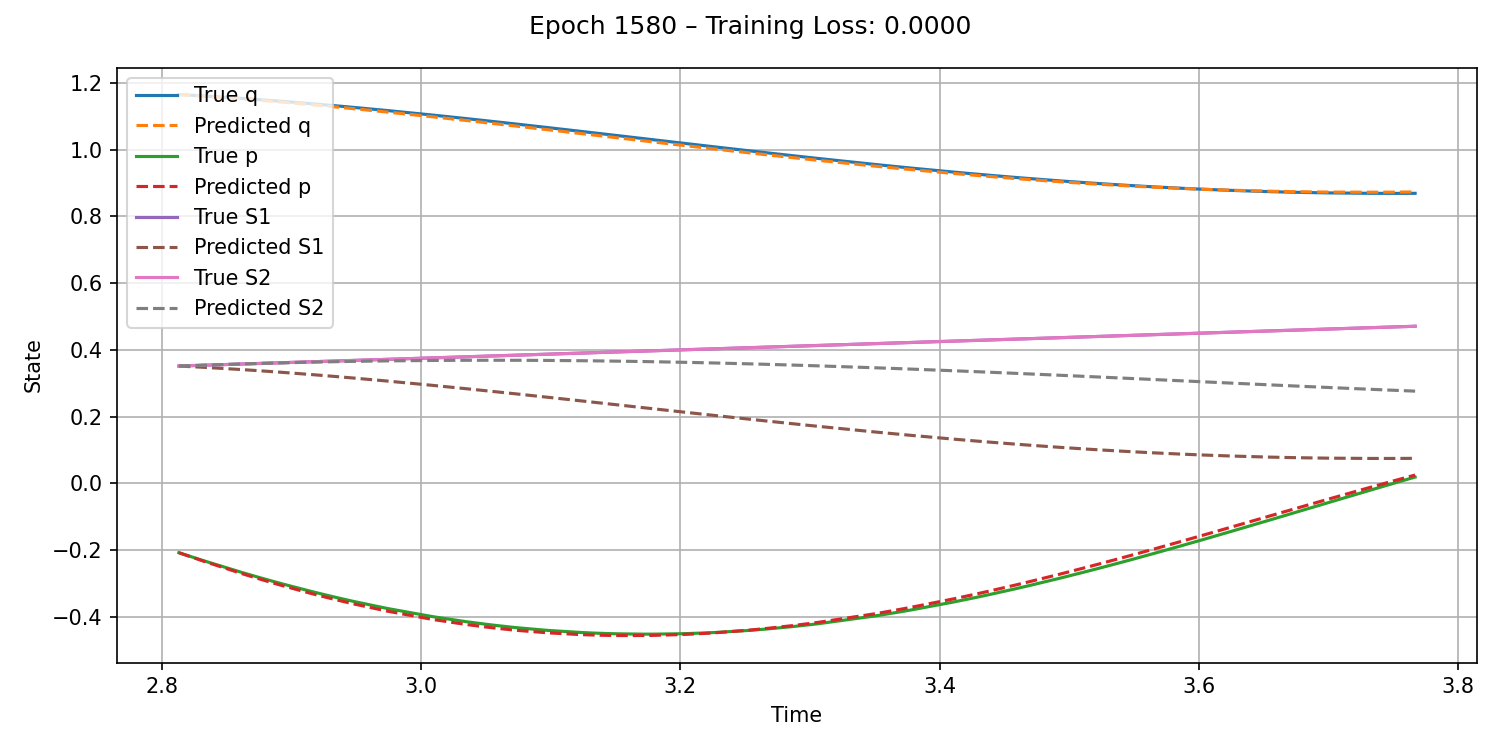 Epoch 1580 – Training Loss: 0.0000
True q
Predicted q
True p
Predicted p
True S1
Predicted S1
True S2
Predicted S2
State
1.2
1.0
0.8
0.6
0.4
0.2
0.0
−0.2
−0.4
2.8 3.0 3.2 3.4 3.6 3.8
Time